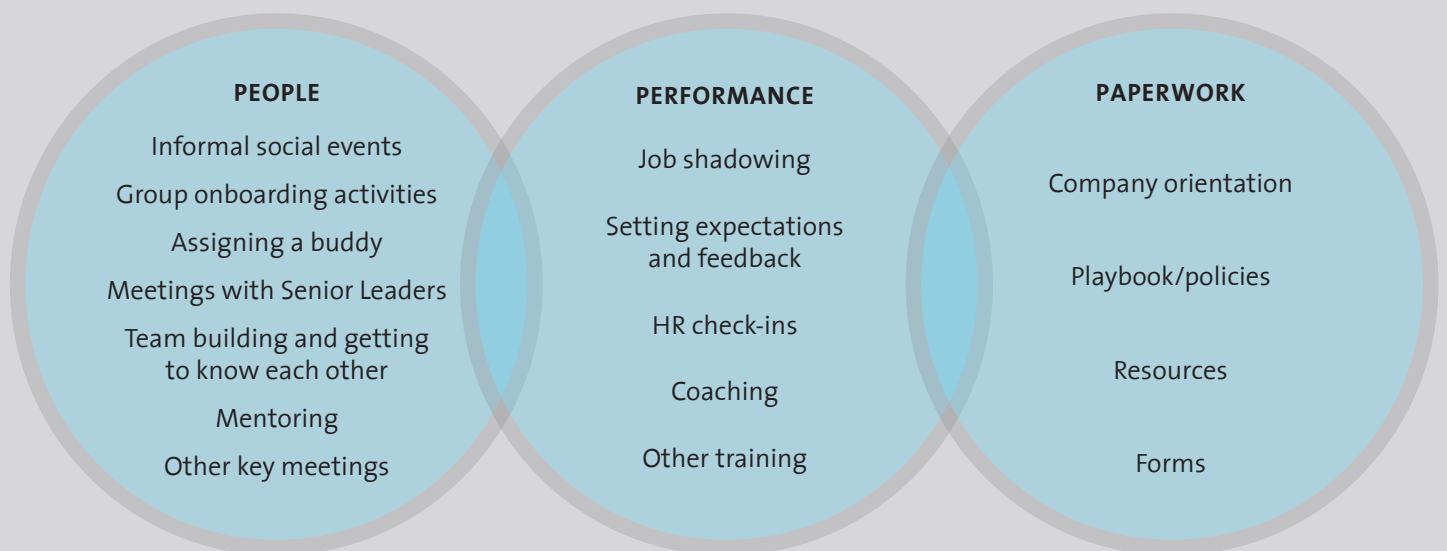 PEOPLE
Informal social events
Group onboarding activities
Assigning a buddy
Meetings with Senior Leaders
Team building and getting
to know each other
Mentoring
Other key meetings
PERFORMANCE
Job shadowing
Setting expectations
and feedback
HR check-ins
Coaching
Other training
PAPERWORK
Company orientation
Playbook/policies
Resources
Forms